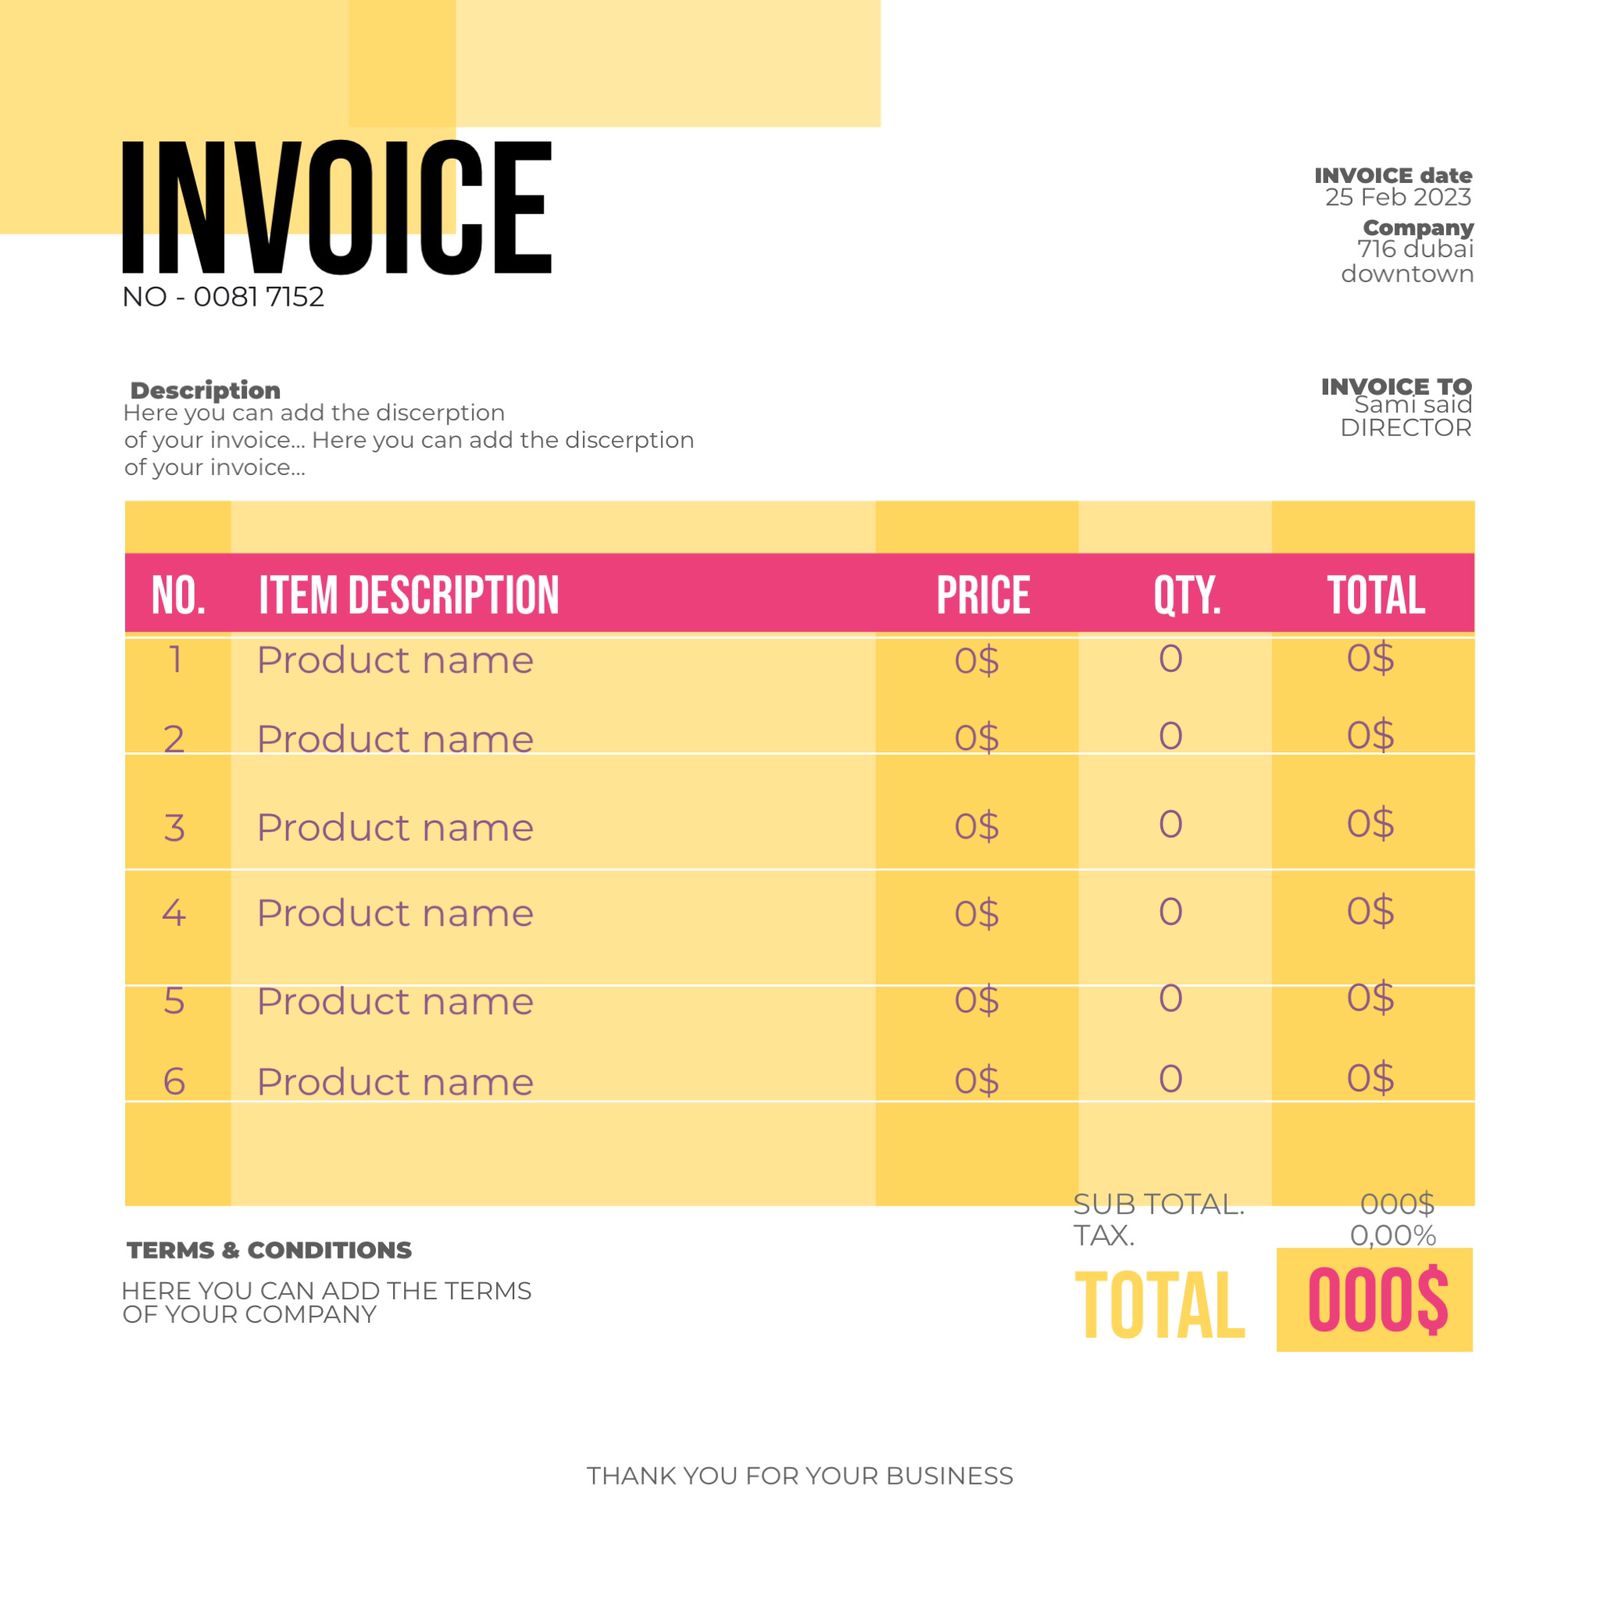 INVOICE
NO - 0081 7152
INVOICE date
25 Feb 2023
Company
716 dubai
downtown
Description
Here you can add the discerption
of your invoice... Here you can add the discerption
of your invoice...
INVOICE TO
Sami said
DIRECTOR
NO. ITEM DESCRIPTION PRICE QTY. TOTAL
1 Product name 0$ 0 0$
2 Product name 0$ 0 0$
3 Product name 0$ 0 0$
4 Product name 0$ 0 0$
5 Product name 0$ 0 0$
6 Product name 0$ 0 0$
SUB TOTAL. 000$
TAX. 0,00%
TOTAL 000$
TERMS & CONDITIONS
HERE YOU CAN ADD THE TERMS
OF YOUR COMPANY
THANK YOU FOR YOUR BUSINESS